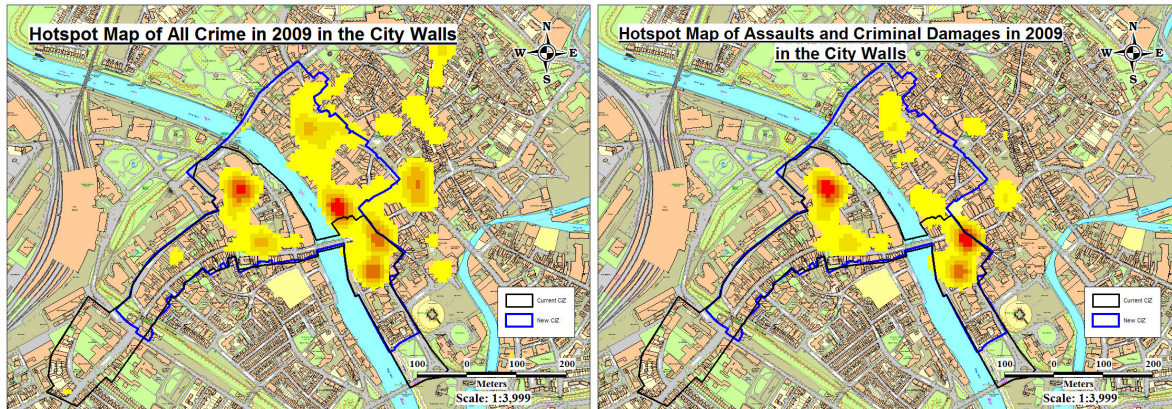 Hotspot Map of All Crime in 2009 in the City Walls
N
W E
S
Current CIZ
New CIZ
100 0 100 200
Meters
Scale: 1:3,999
Hotspot Map of Assaults and Criminal Damages in 2009
in the City Walls
N
W E
S
Current CIZ
New CIZ
100 0 100 200
Meters
Scale: 1:3,999